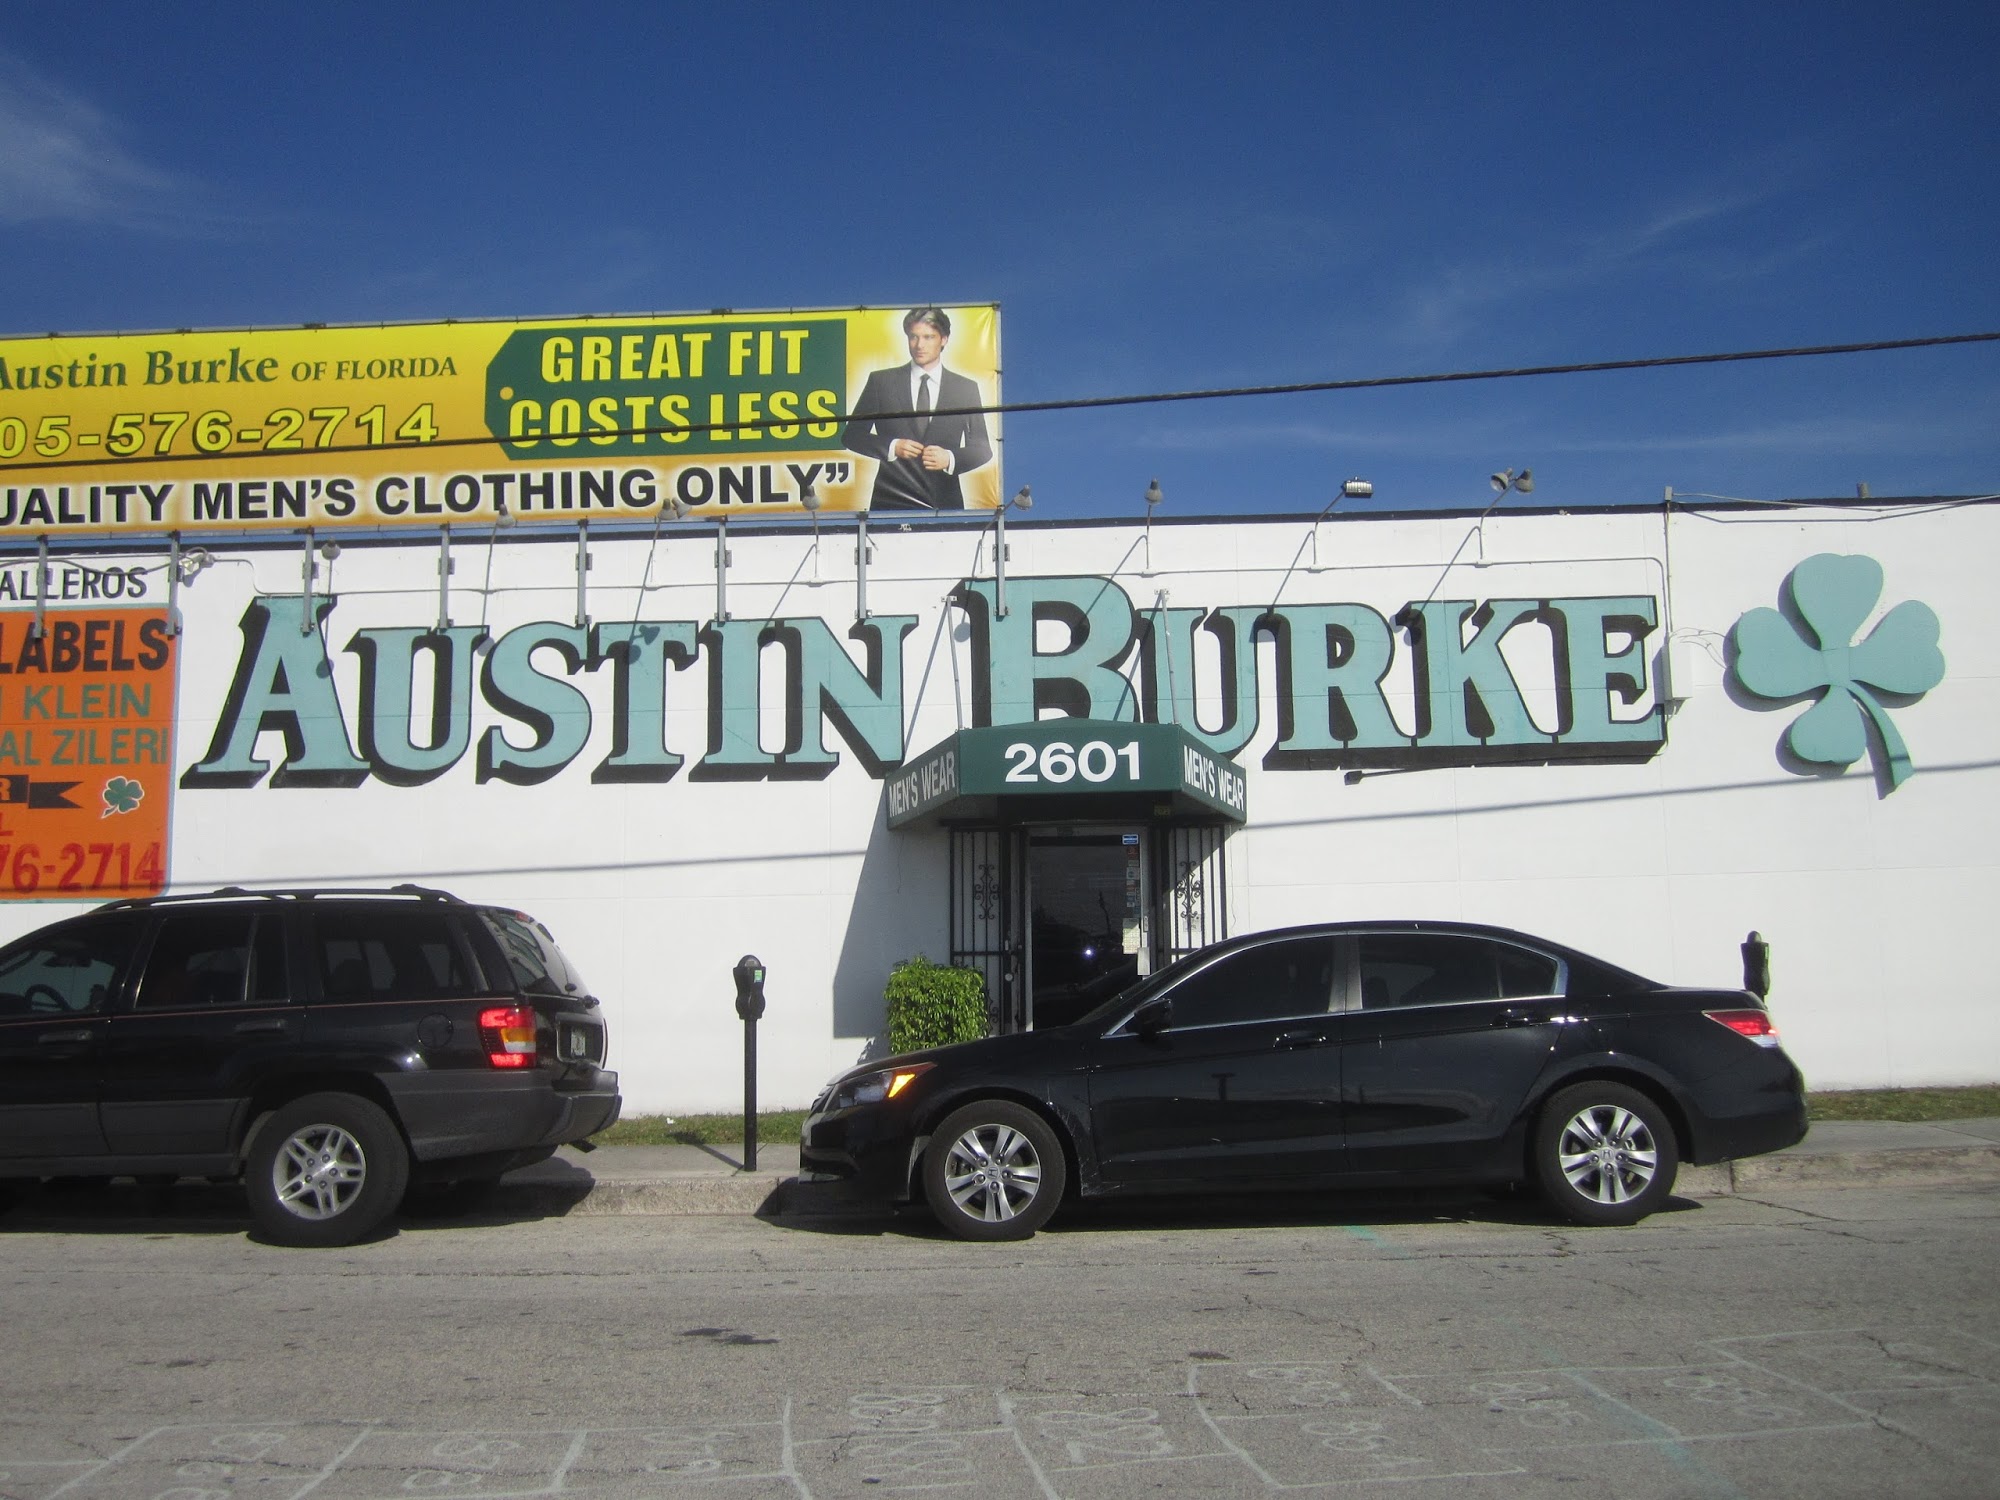 Austin Burke OF FLORIDA
05-576-2714
GREAT FIT
COSTS LESS
UALITY MEN'S CLOTHING ONLY”
ALLEROS
LABELS
KLEIN
AL ZILERI
R
L
76-2714
AUSTIN BURKE
MEN'S WEAR
2601
MEN'S WEAR